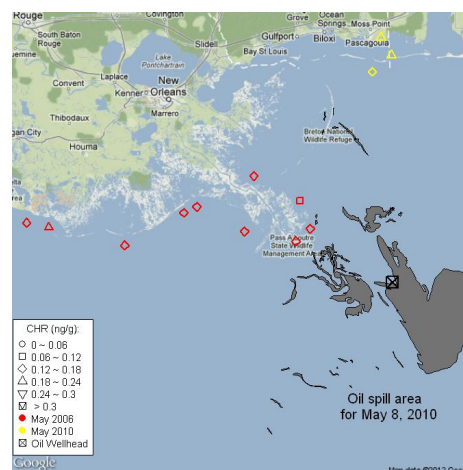 Rouge
Covington
Grove
Ocean
Springs
Moss Point
South Baton
Rouge
Slidell
Gulfport
Biloxi
Pascagoula
Bay St Louis
Lake
Pontchartrain
Convent
Laplace
Kenner
New
Orleans
Marrero
Thibodaux
Houma
Breton National
Wildlife Refuge
Pass A Loutre
State Wildlife
Management Area
CHR (ng/g):
0 ~ 0.06
0.06 ~ 0.12
0.12 ~ 0.18
0.18 ~ 0.24
0.24 ~ 0.3
> 0.3
May 2006
May 2010
Oil Wellhead
Oil spill area
for May 8, 2010
Google